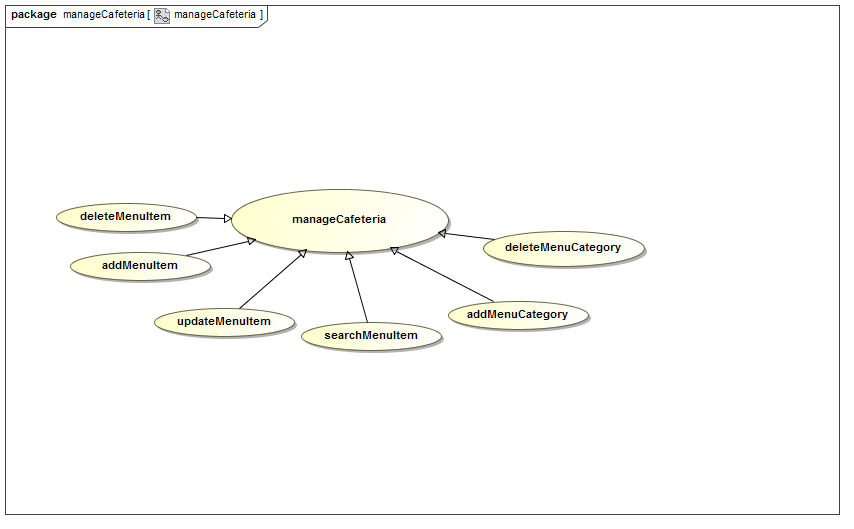 package manageCafeteria [ manageCafeteria ]
manageCafeteria
deleteMenuItem
addMenuItem
updateMenuItem
searchMenuItem
addMenuCategory
deleteMenuCategory